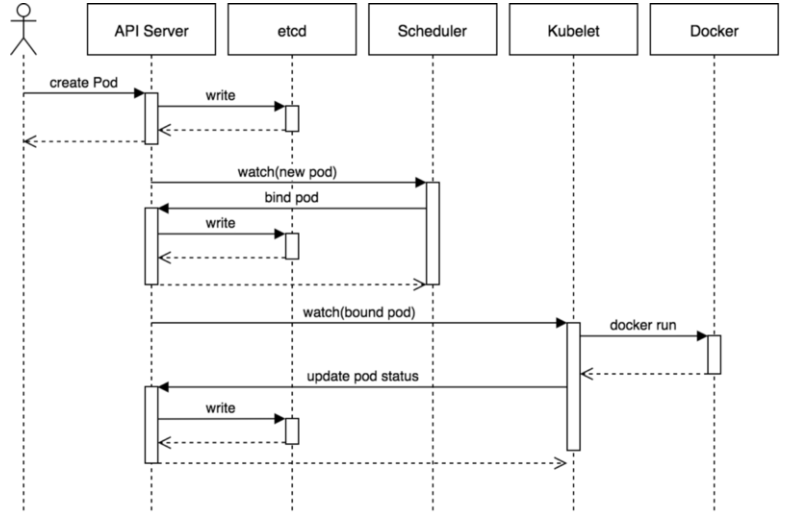 API Server
etcd
Scheduler
Kubelet
Docker
create Pod
write
watch(new pod)
bind pod
write
watch(bound pod)
docker run
update pod status
write